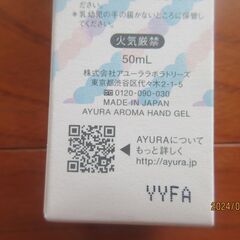 ださい。
＊乳幼児の手の届かないところに保管して
ください。
火気厳禁
50mL
株式会社アユーララボラトリーズ
東京都渋谷区代々木2-1-5
0120-090-030
MADE IN JAPAN
AYURA AROMA HAND GEL
AYURAについて
もっと詳しく
http://ayura.jp
YYFA